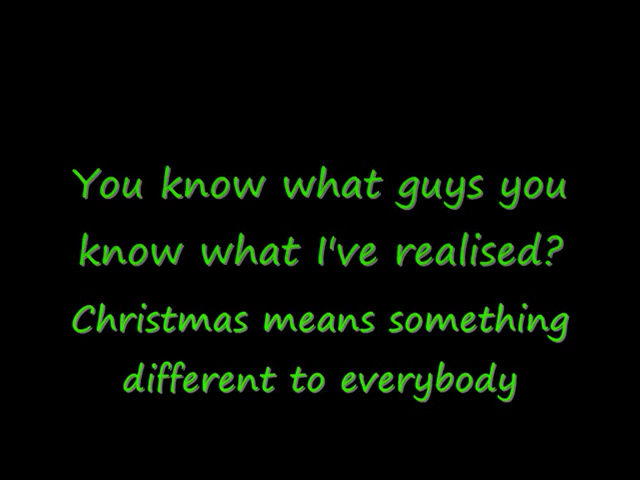 You know what guys you
know what I've realised?
Christmas means something
different to everybody